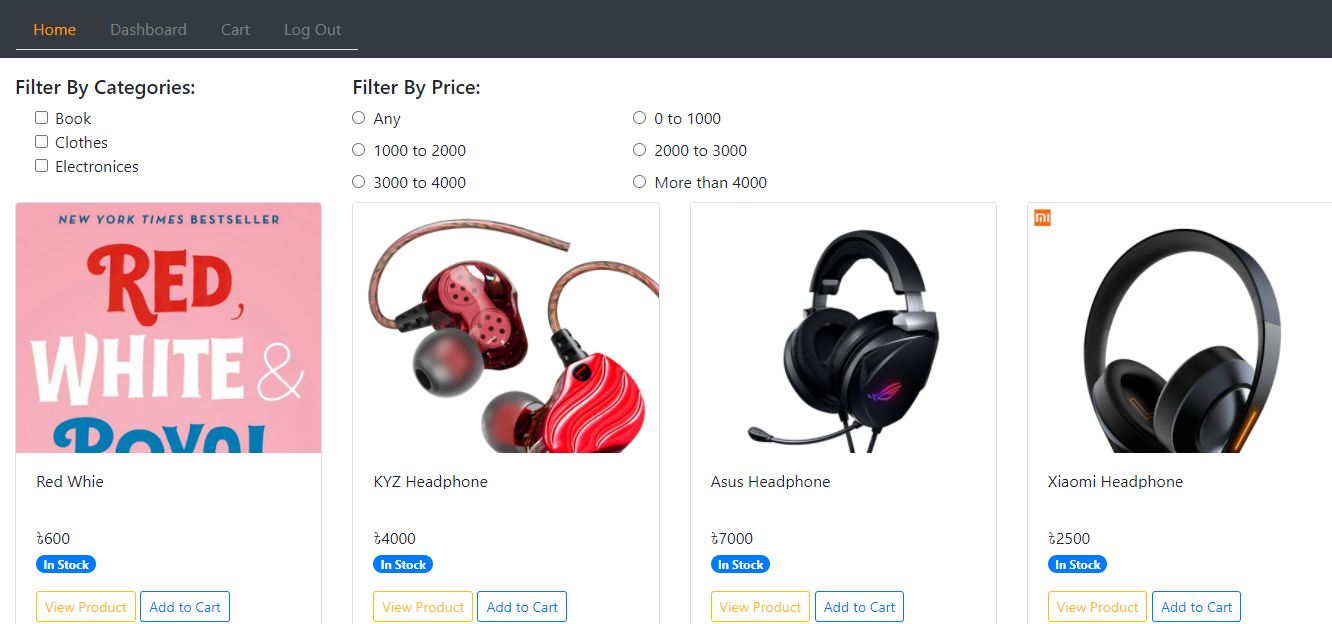 Home Dashboard Cart Log Out
Filter By Categories:
Book
Clothes
Electronices
Filter By Price:
Any 0 to 1000
1000 to 2000 2000 to 3000
3000 to 4000 More than 4000
NEW YORK TIMES BESTSELLER
RED,
WHITE &
ROYAL
Red Whie
৳600
In Stock
View Product Add to Cart
KYZ Headphone
৳4000
In Stock
View Product Add to Cart
Asus Headphone
৳7000
In Stock
View Product Add to Cart
mi
Xiaomi Headphone
৳2500
In Stock
View Product Add to Cart